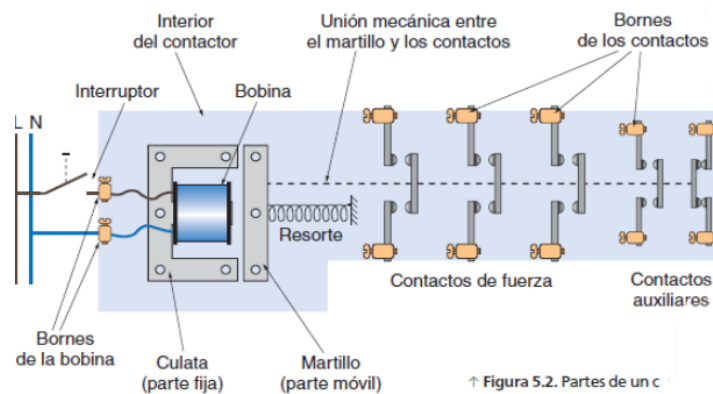 Interior
del contactor
Unión mecánica entre
el martillo y los contactos
Bornes
de los contactos
Interruptor
Bobina
L N
Resorte
Contactos de fuerza
Contactos
auxiliares
Bornes
de la bobina
Culata
(parte fija)
Martillo
(parte móvil)
↑ Figura 5.2. Partes de un c